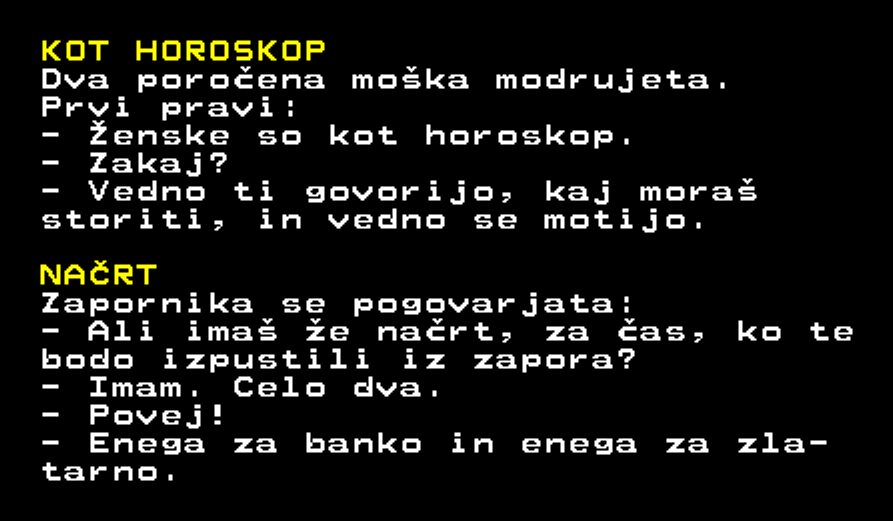 KOT HOROSKOP
Dva poročena moška modrujeta.
Prvi pravi:
- Ženske so kot horoskop.
- Zakaj?
- Vedno ti govorijo, kaj moraš
storiti, in vedno se motijo.
NAČRT
Zapornika se pogovarjata:
- Ali imaš že načrt, za čas, ko te
bodo izpustili iz zapora?
- Imam. Celo dva.
- Povej!
- Enega za banko in enega za zla-
tarno.